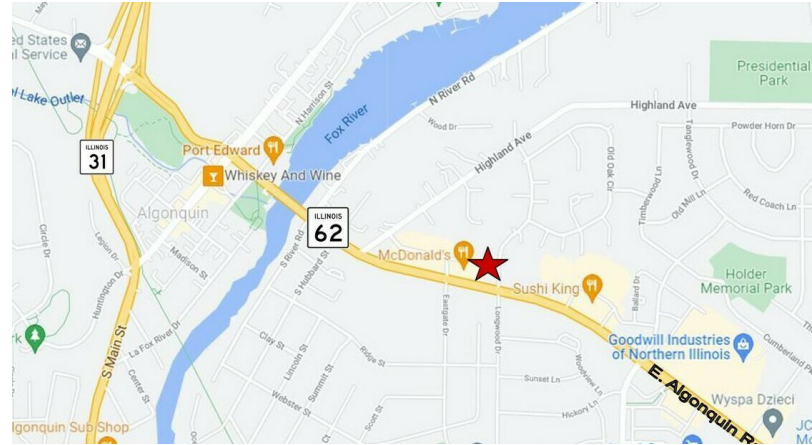 ed States
al Service
al Lake Outlet
ILLINOIS
31
Port Edward
Whiskey And Wine
Algonquin
N Harrison St
Fox River
N River Rd
Wood Dr
Highland Ave
Highland Ave
Presidential
Park
Powder Horn Dr
Tanglewood Dr
Old Oak Cir
Timberwood Ln
Old Mill Ln
Red Coach Ln
ILLINOIS
62
Legion Dr
Circle Dr
Madison St
Huntington Dr
S River Rd
S Hubbard St
McDonald's
Sushi King
Eastgate Dr
Longwood Dr
Ballard Dr
Holder
Memorial Park
La Fox River Dr
S Main St
Center St
Clay St
Lincoln St
Summit St
Webster St
Ridge St
Scott St
Sunset Ln
Woodview Ln
Hickory Ln
Goodwill Industries
of Northern Illinois
Cumberland Pk
E. Algonquin R
Wyspa Dzieci
lgonquin Sub Shop